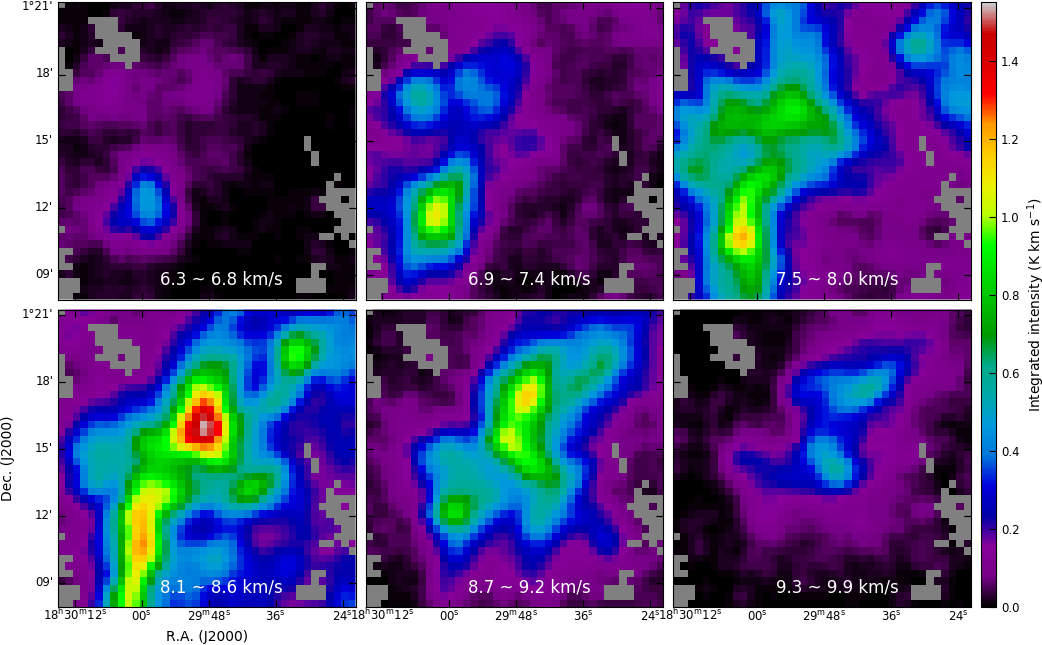 1°21'
18'
15'
12'
09'
6.3 ~ 6.8 km/s
6.9 ~ 7.4 km/s
7.5 ~ 8.0 km/s
1°21'
18'
15'
12'
09'
8.1 ~ 8.6 km/s
8.7 ~ 9.2 km/s
9.3 ~ 9.9 km/s
18ʰ30ᵐ12ˢ 00ˢ 29ᵐ48ˢ 36ˢ 24ˢ
18ʰ30ᵐ12ˢ 00ˢ 29ᵐ48ˢ 36ˢ
18ʰ30ᵐ12ˢ 00ˢ 29ᵐ48ˢ 36ˢ 24ˢ
R.A. (J2000)
Dec. (J2000)
1.4
1.2
1.0
0.8
0.6
0.4
0.2
0.0
Integrated intensity (K km s⁻¹)